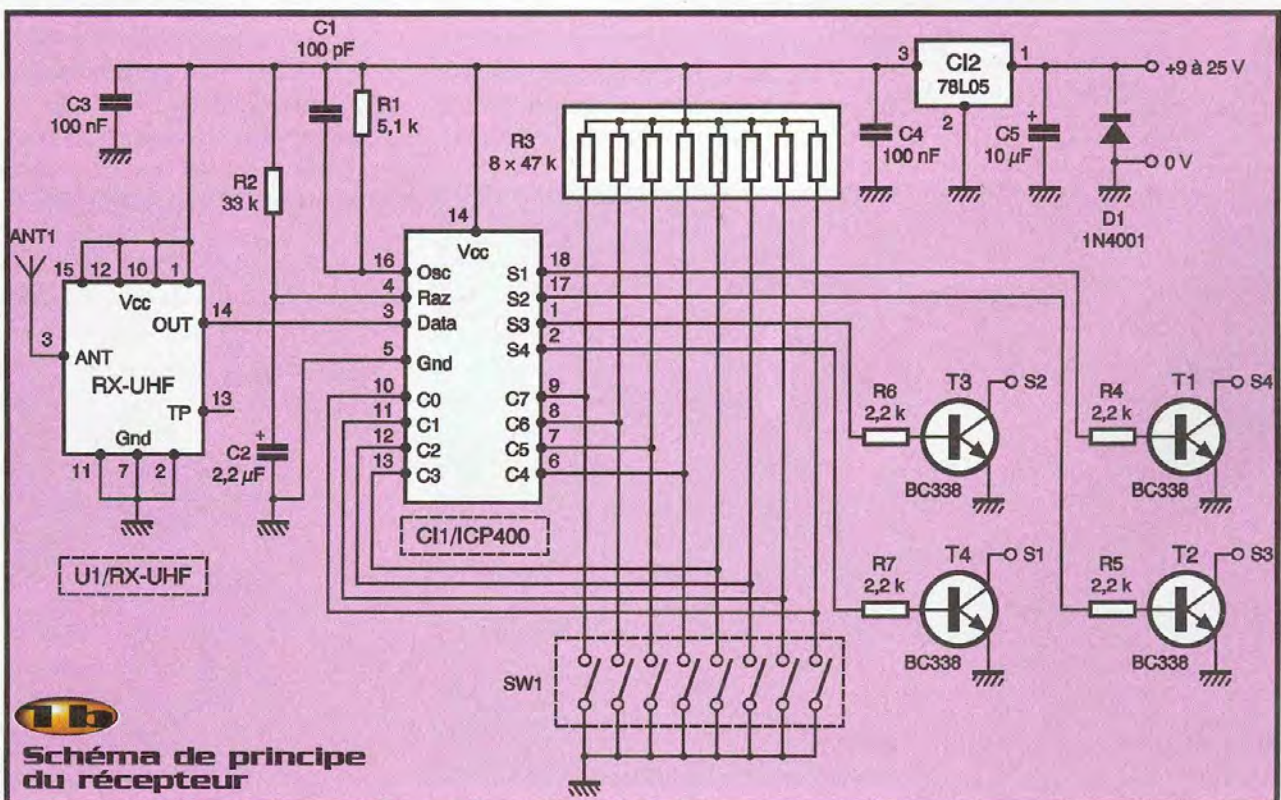 C1
100 pF
C3
100 nF
R1
5,1 k
R2
33 k
3
CI2
78L05
1
2
+9 à 25 V
C4
100 nF
C5
+
10 µF
0 V
D1
1N4001
R3
8 × 47 k
ANT1
15
12
10
1
Vcc
OUT
14
3
ANT
RX-UHF
TP
13
Gnd
11
7
2
U1/RX-UHF
C2
+
2,2 µF
14
Vcc
16
Osc
4
Raz
3
Data
5
Gnd
10
C0
11
C1
12
C2
13
C3
S1
18
S2
17
S3
1
S4
2
C7
9
C6
8
C5
7
C4
6
CI1/ICP400
R6
2,2 k
T3
S2
BC338
R4
2,2 k
T1
S4
BC338
R7
2,2 k
T4
S1
BC338
R5
2,2 k
T2
S3
BC338
SW1
1b
Schéma de principe
du récepteur